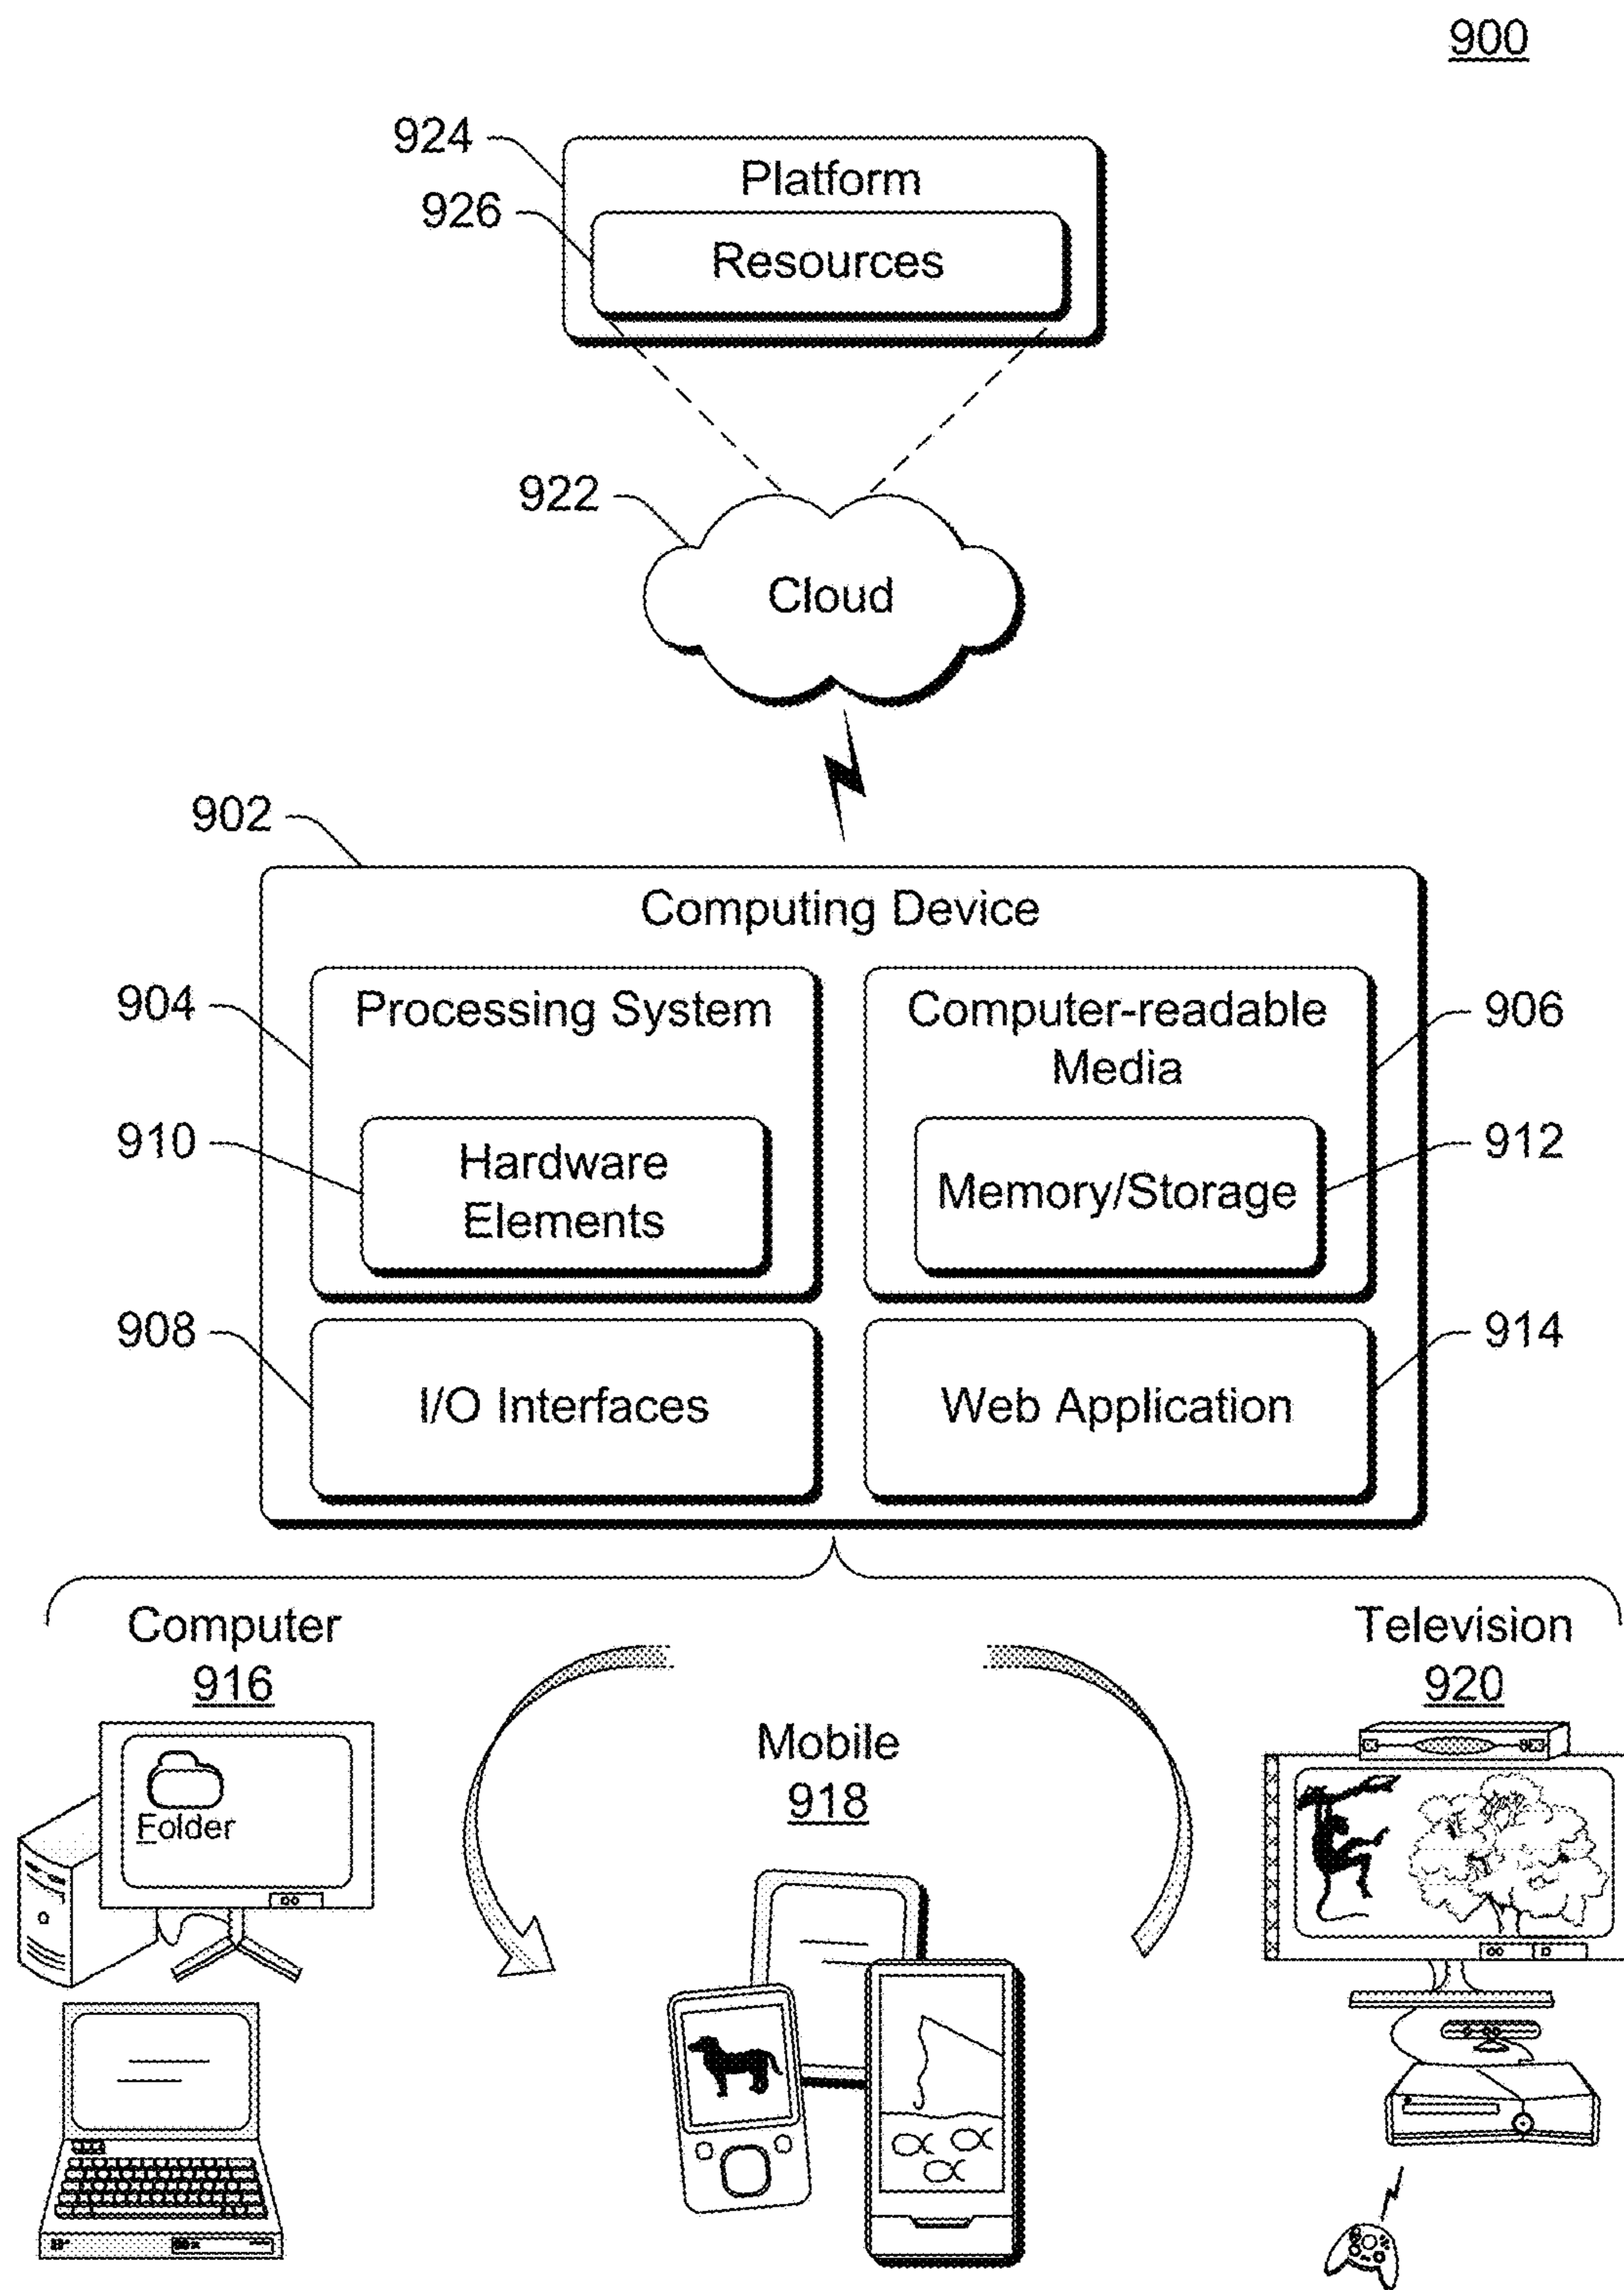 900
924
Platform
926
Resources
922
Cloud
902
Computing Device
904
Processing System
Computer-readable
Media
906
910
Hardware
Elements
Memory/Storage
912
908
I/O Interfaces
Web Application
914
Computer
916
Mobile
918
Television
920
Folder